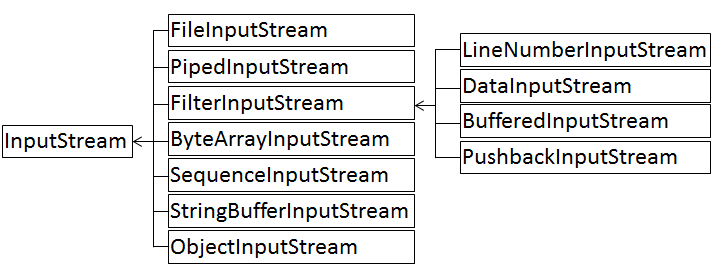 InputStream
FileInputStream
PipedInputStream
FilterInputStream
ByteArrayInputStream
SequenceInputStream
StringBufferInputStream
ObjectInputStream
LineNumberInputStream
DataInputStream
BufferedInputStream
PushbackInputStream